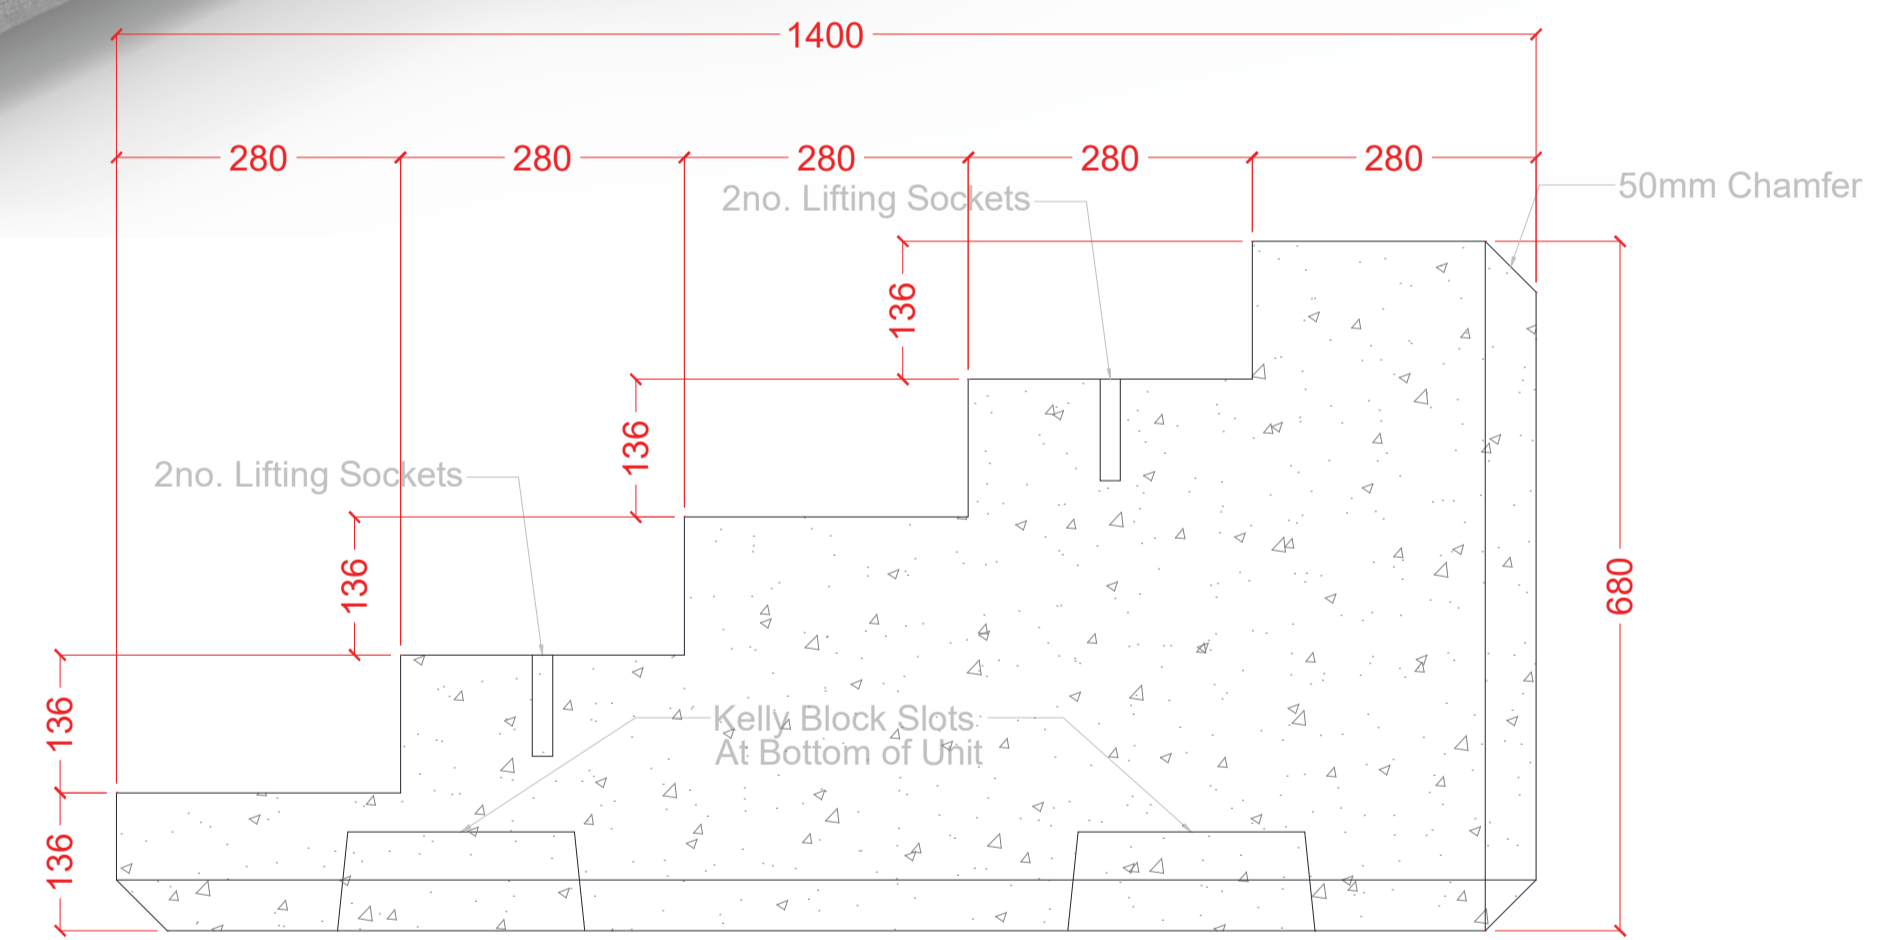 1400
280
280
280
280
280
50mm Chamfer
2no. Lifting Sockets
136
136
2no. Lifting Sockets
136
680
136
Kelly Block Slots
At Bottom of Unit
136